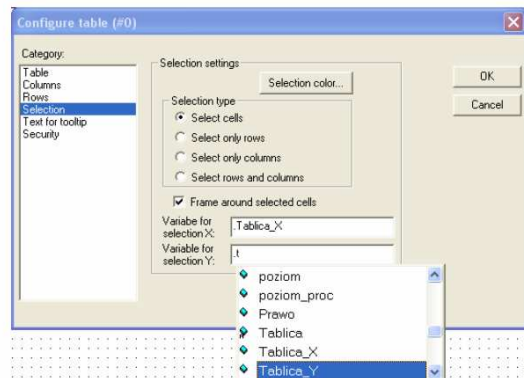 Configure table (#0)
Category:
Table
Columns
Rows
Selection
Text for tooltip
Security
Selection settings
Selection color...
Selection type
Select cells
Select only rows
Select only columns
Select rows and columns
Frame around selected cells
Variabe for
selection X:
.Tablica_X
Variable for
selection Y:
.t
poziom
poziom_proc
Prawo
Tablica
Tablica_X
Tablica_Y
OK
Cancel